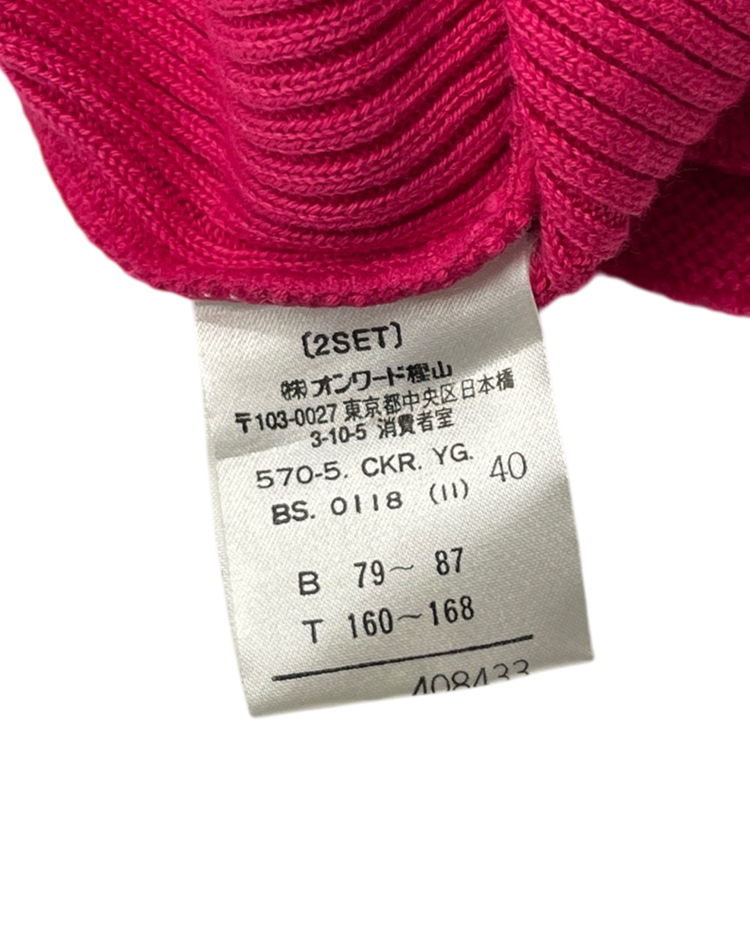 〔2SET〕
㈱オンワード樫山
〒103-0027 東京都中央区日本橋
3-10-5 消費者室
570-5. CKR. YG. 40
BS. 0118 (11)
B 79～87
T 160～168
408433